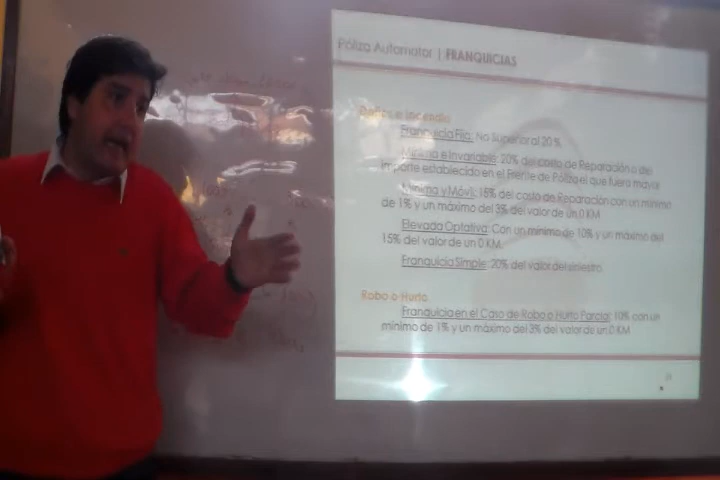 Póliza Automotor | FRANQUICIAS
Daños e Incendio
Franquicia Fija: No Superior al 20 %
Mínima e Invariable: 20% del costo de Reparación o del
importe establecido en el Frente de Póliza el que fuera mayor
Mínima y Móvil: 15% del costo de Reparación con un mínimo
de 1% y un máximo del 3% del valor de un 0 KM
Elevada Optativa: Con un mínimo de 10% y un máximo del
15% del valor de un 0 KM.
Franquicia Simple: 20% del valor del siniestro
Robo o Hurto
Franquicia en el Caso de Robo o Hurto Parcial: 10% con un
mínimo de 1% y un máximo del 3% del valor de un 0 KM